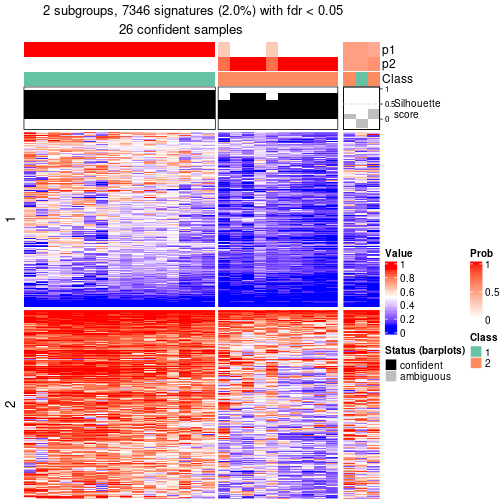 2 subgroups, 7346 signatures (2.0%) with fdr < 0.05
26 confident samples
p1
p2
Class
1
0.5
0
Silhouette
score
1
2
Value
1
0.8
0.6
0.4
0.2
0
Prob
1
0.5
0
Status (barplots)
confident
ambiguous
Class
1
2